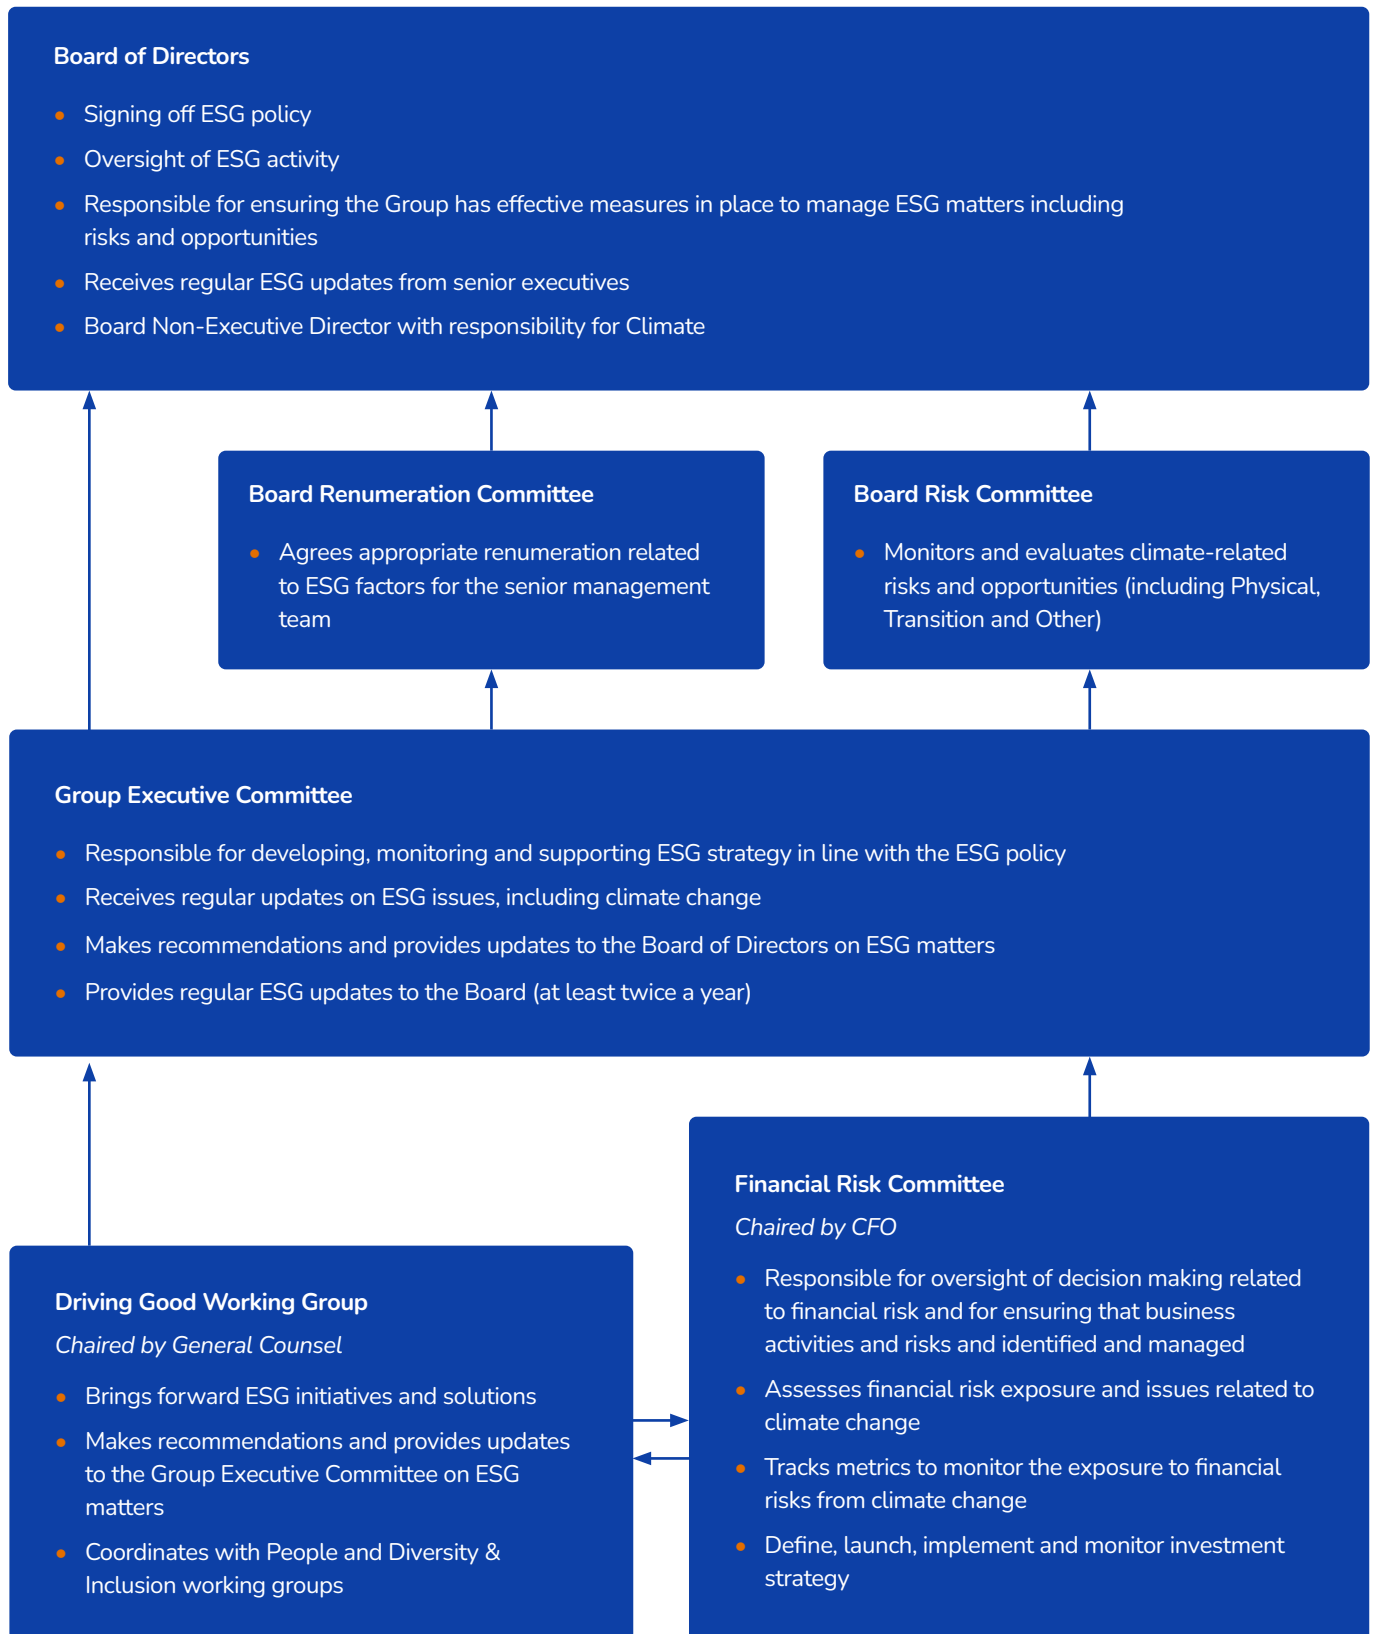 Board of Directors
• Signing off ESG policy
• Oversight of ESG activity
• Responsible for ensuring the Group has effective measures in place to manage ESG matters including
risks and opportunities
• Receives regular ESG updates from senior executives
• Board Non-Executive Director with responsibility for Climate
Board Renumeration Committee
• Agrees appropriate renumeration related
to ESG factors for the senior management
team
Board Risk Committee
• Monitors and evaluates climate-related
risks and opportunities (including Physical,
Transition and Other)
Group Executive Committee
• Responsible for developing, monitoring and supporting ESG strategy in line with the ESG policy
• Receives regular updates on ESG issues, including climate change
• Makes recommendations and provides updates to the Board of Directors on ESG matters
• Provides regular ESG updates to the Board (at least twice a year)
Driving Good Working Group
Chaired by General Counsel
• Brings forward ESG initiatives and solutions
• Makes recommendations and provides updates
to the Group Executive Committee on ESG
matters
• Coordinates with People and Diversity &
Inclusion working groups
Financial Risk Committee
Chaired by CFO
• Responsible for oversight of decision making related
to financial risk and for ensuring that business
activities and risks and identified and managed
• Assesses financial risk exposure and issues related to
climate change
• Tracks metrics to monitor the exposure to financial
risks from climate change
• Define, launch, implement and monitor investment
strategy